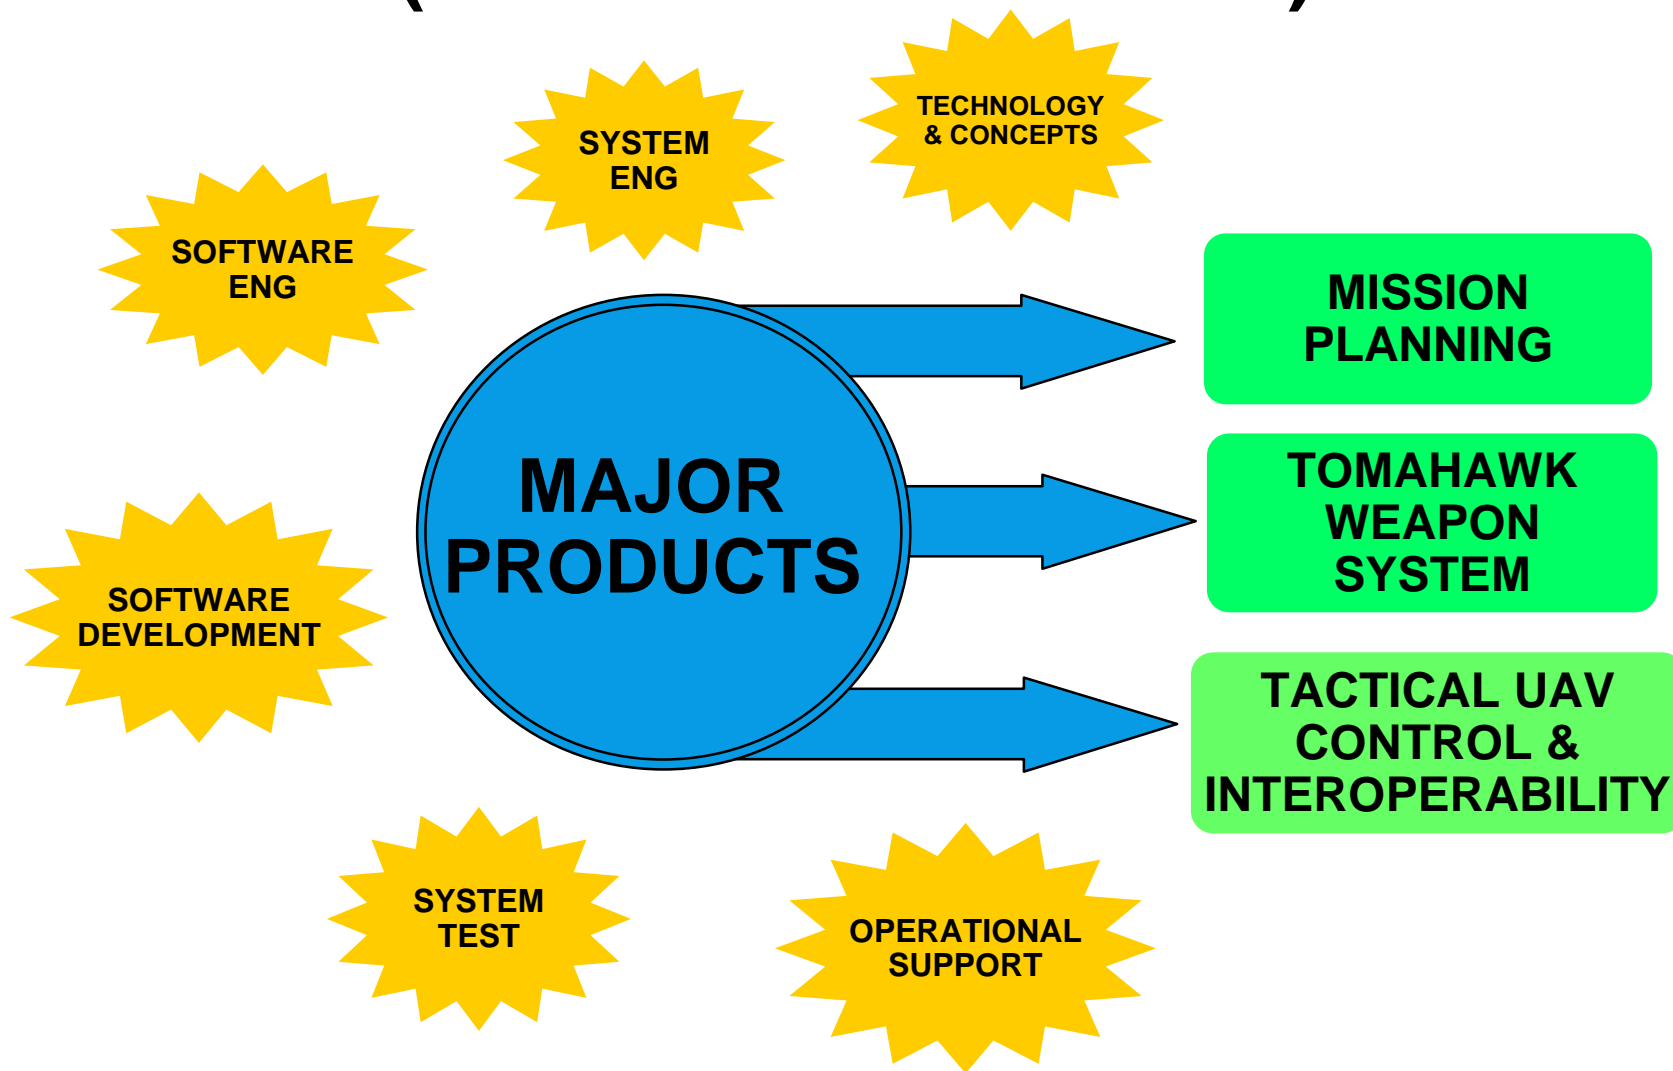 TECHNOLOGY
& CONCEPTS
SYSTEM
ENG
SOFTWARE
ENG
MISSION
PLANNING
MAJOR
PRODUCTS
TOMAHAWK
WEAPON
SYSTEM
SOFTWARE
DEVELOPMENT
TACTICAL UAV
CONTROL &
INTEROPERABILITY
SYSTEM
TEST
OPERATIONAL
SUPPORT